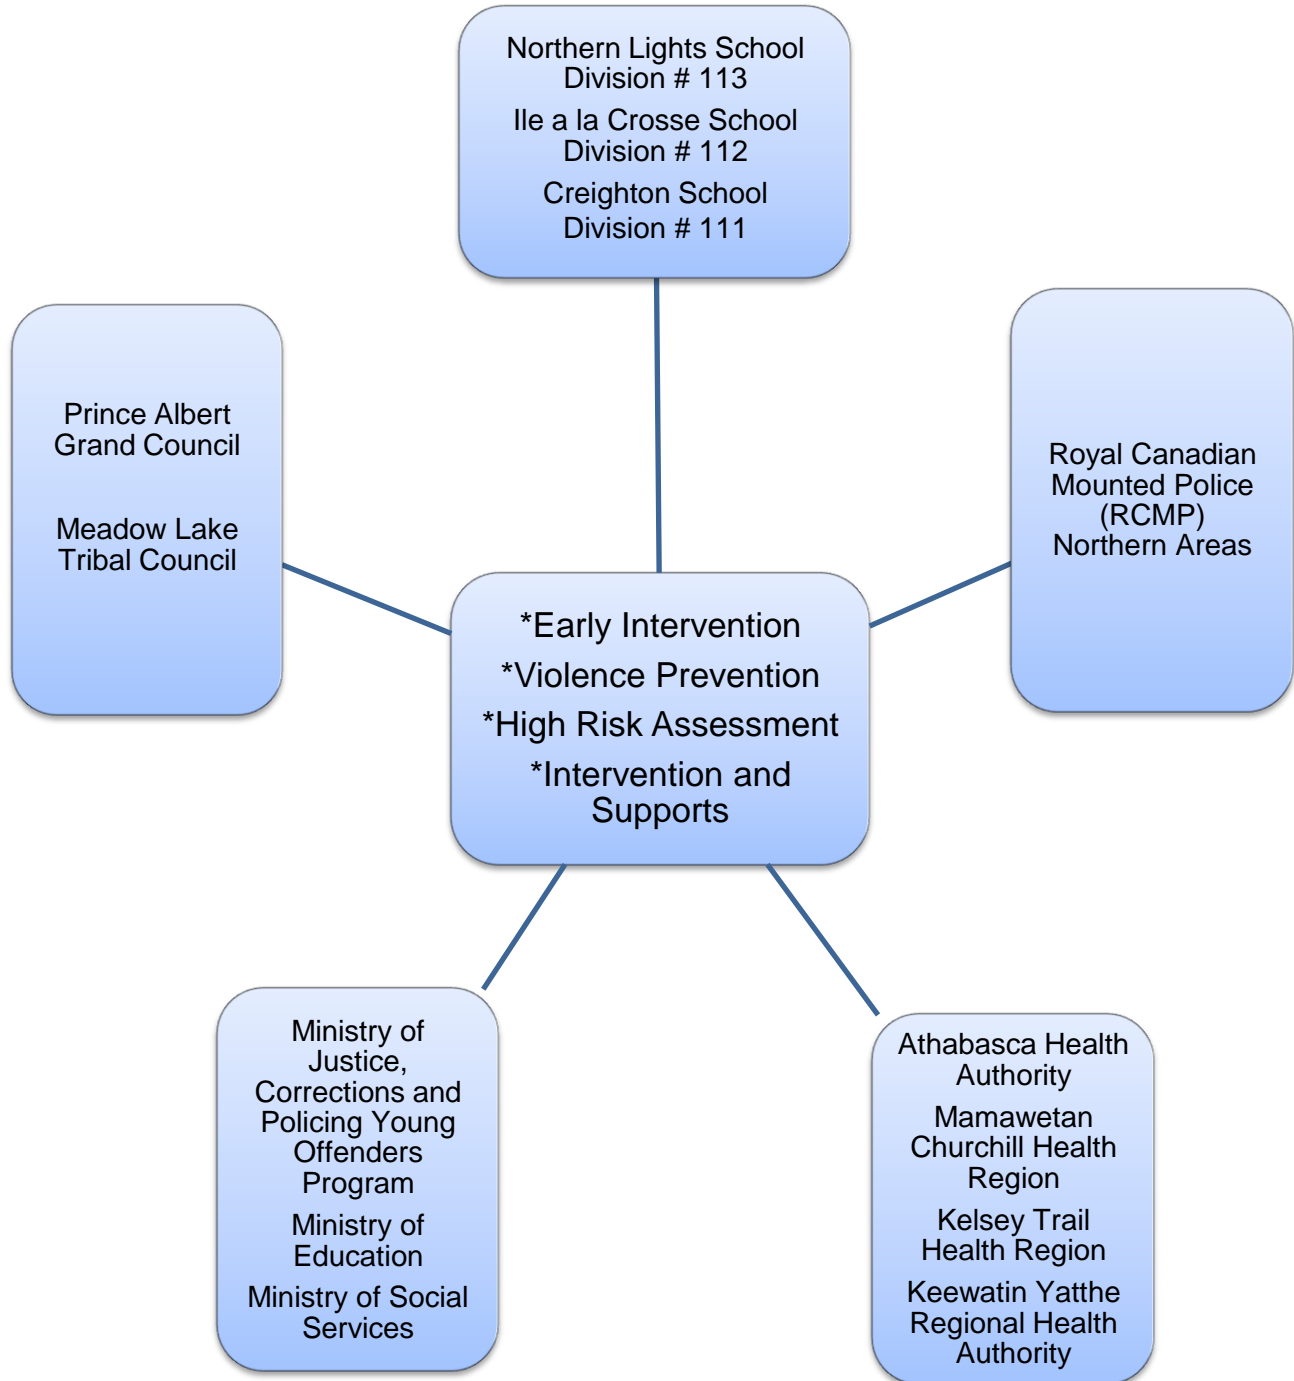 Northern Lights School
Division # 113
Ile a la Crosse School
Division # 112
Creighton School
Division # 111
Prince Albert
Grand Council
Meadow Lake
Tribal Council
Royal Canadian
Mounted Police
(RCMP)
Northern Areas
*Early Intervention
*Violence Prevention
*High Risk Assessment
*Intervention and
Supports
Ministry of
Justice,
Corrections and
Policing Young
Offenders
Program
Ministry of
Education
Ministry of Social
Services
Athabasca Health
Authority
Mamawetan
Churchill Health
Region
Kelsey Trail
Health Region
Keewatin Yatthe
Regional Health
Authority